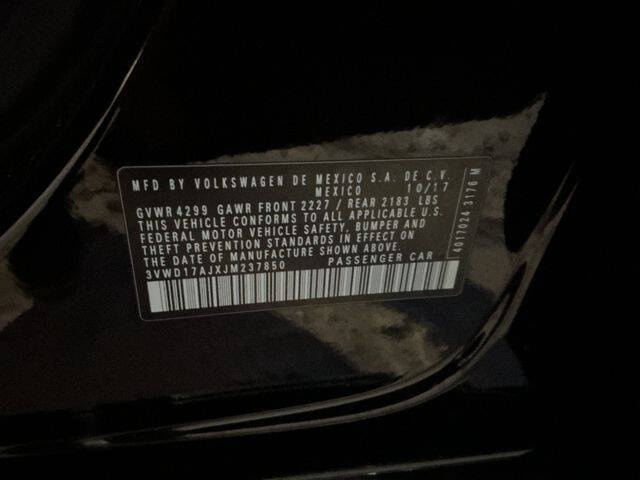 MFD BY VOLKSWAGEN DE MEXICO S.A. DE C.V.
MEXICO 10/17
GVWR 4299 GAWR FRONT 2227 / REAR 2183 LBS
THIS VEHICLE CONFORMS TO ALL APPLICABLE U.S.
FEDERAL MOTOR VEHICLE SAFETY, BUMPER AND
THEFT PREVENTION STANDARDS IN EFFECT ON
THE DATE OF MANUFACTURE SHOWN ABOVE.
3VWD17AJXJM237850 PASSENGER CAR
4017024 3176 M